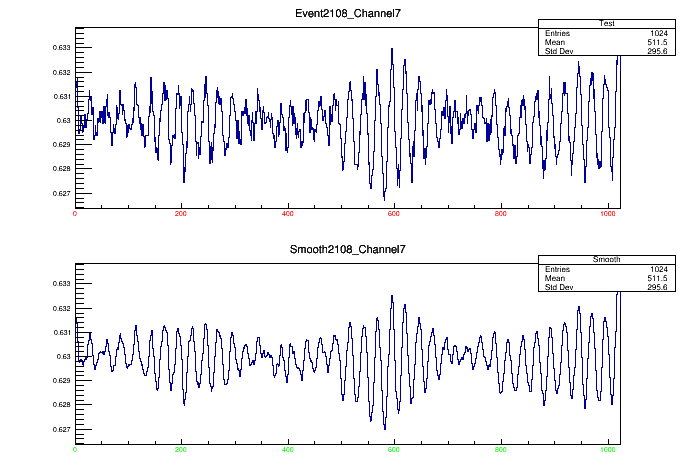 Event2108_Channel7
Test
Entries 1024
Mean 511.5
Std Dev 295.6
0.633
0.632
0.631
0.63
0.629
0.628
0.627
0 200 400 600 800 1000
Smooth2108_Channel7
Smooth
Entries 1024
Mean 511.5
Std Dev 295.6
0.633
0.632
0.631
0.63
0.629
0.628
0.627
0 200 400 600 800 1000